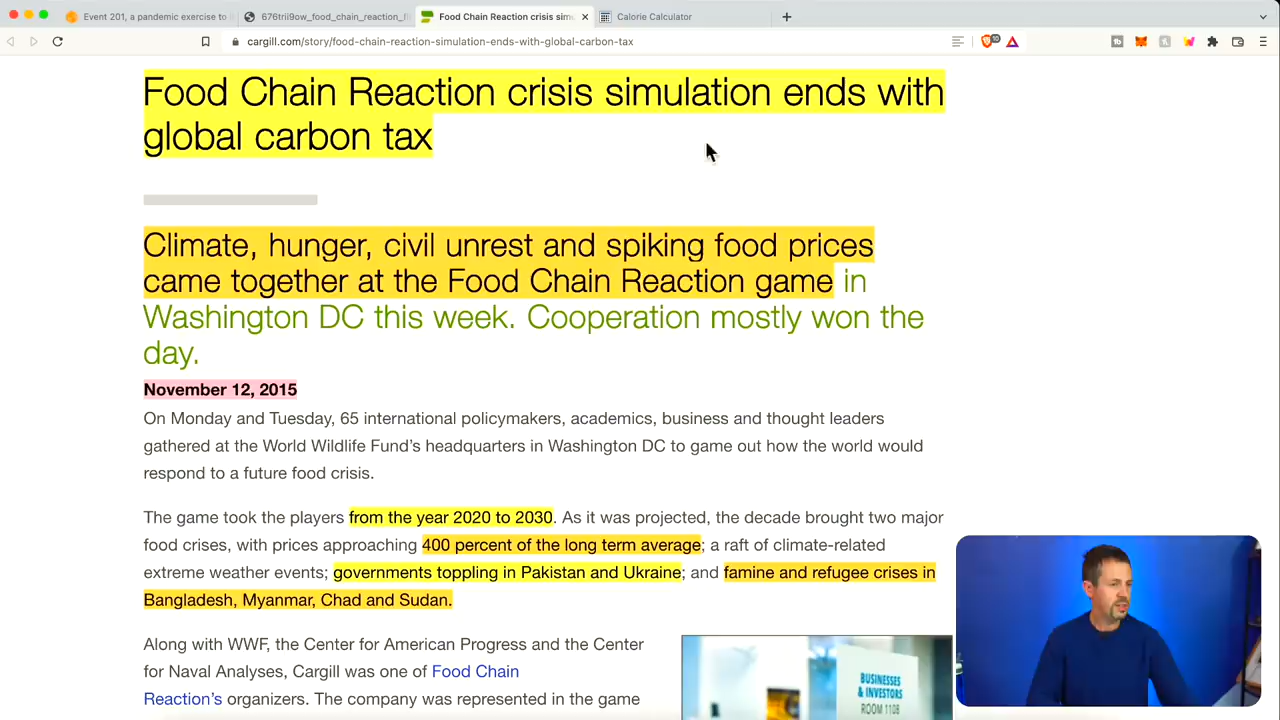 Event 201, a pandemic exercise to
676trii9ow_food_chain_reaction_
Food Chain Reaction crisis sim
Calorie Calculator
cargill.com/story/food-chain-reaction-simulation-ends-with-global-carbon-tax
Food Chain Reaction crisis simulation ends with
global carbon tax
Climate, hunger, civil unrest and spiking food prices
came together at the Food Chain Reaction game in
Washington DC this week. Cooperation mostly won the
day.
November 12, 2015
On Monday and Tuesday, 65 international policymakers, academics, business and thought leaders
gathered at the World Wildlife Fund's headquarters in Washington DC to game out how the world would
respond to a future food crisis.
The game took the players from the year 2020 to 2030. As it was projected, the decade brought two major
food crises, with prices approaching 400 percent of the long term average; a raft of climate-related
extreme weather events; governments toppling in Pakistan and Ukraine; and famine and refugee crises in
Bangladesh, Myanmar, Chad and Sudan.
Along with WWF, the Center for American Progress and the Center
for Naval Analyses, Cargill was one of Food Chain
Reaction's organizers. The company was represented in the game
BUSINESSES
& INVESTORS
ROOM 110B